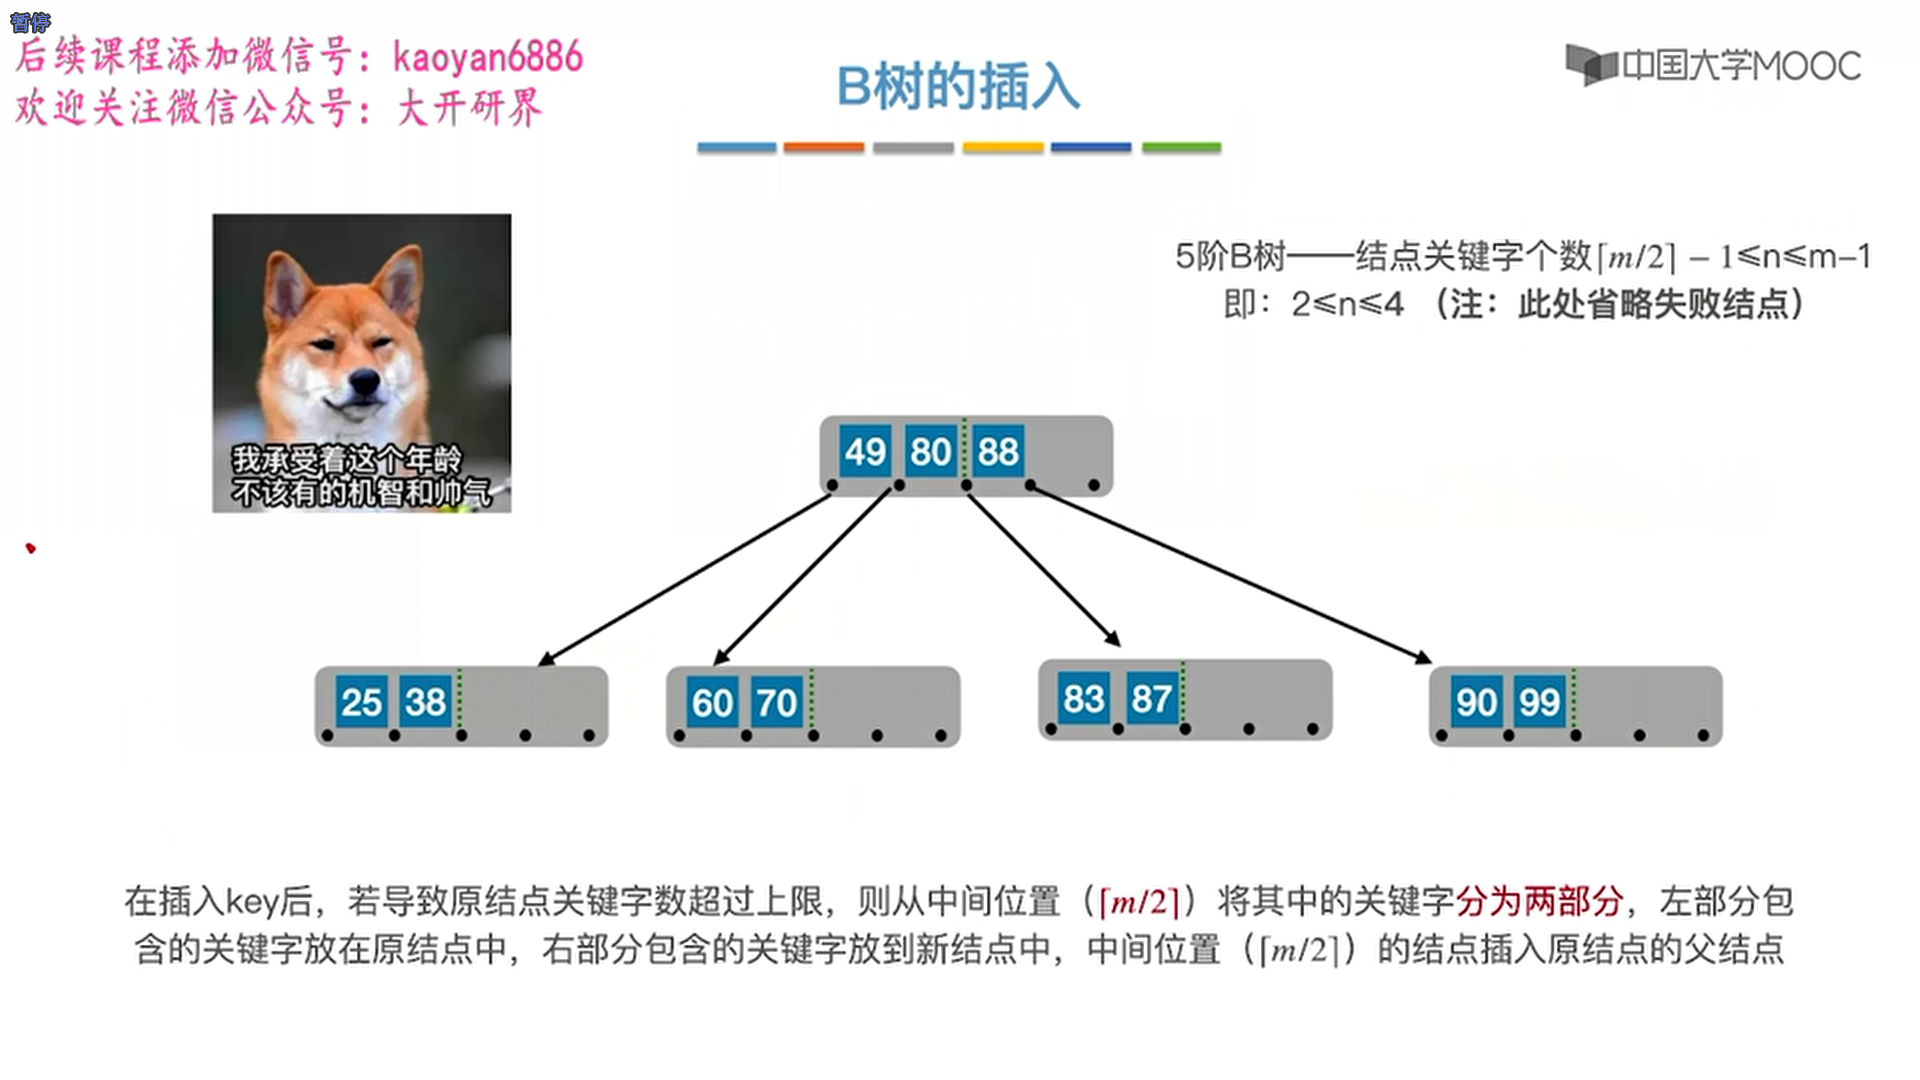 暂停
后续课程添加微信号：kaoyan6886
欢迎关注微信公众号：大开研界
B树的插入
中国大学MOOC
我承受着这个年龄
不该有的机智和帅气
5阶B树——结点关键字个数⌈m/2⌉ – 1≤n≤m–1
即：2≤n≤4 （注：此处省略失败结点）
49 80 88
25 38
60 70
83 87
90 99
在插入key后，若导致原结点关键字数超过上限，则从中间位置（⌈m/2⌉）将其中的关键字分为两部分，左部分包
含的关键字放在原结点中，右部分包含的关键字放到新结点中，中间位置（⌈m/2⌉）的结点插入原结点的父结点